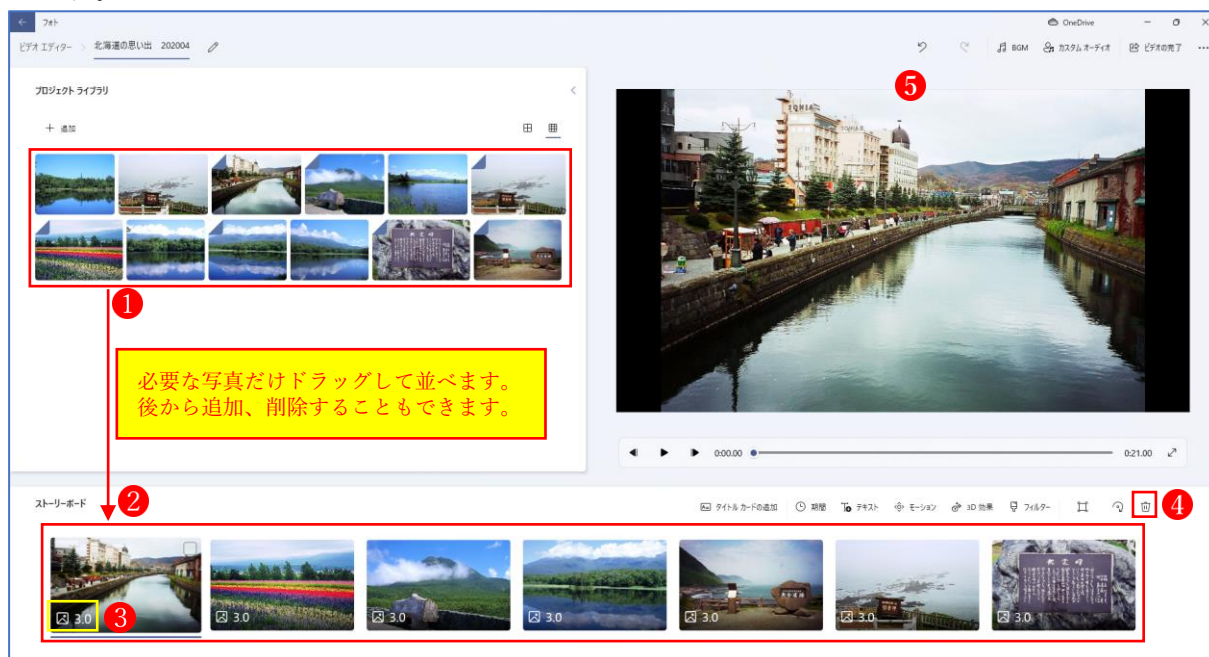 フォト
OneDrive
ビデオ エディター > 北海道の思い出 202004
BGM カスタム オーディオ ビデオの完了 …
プロジェクト ライブラリ
+ 追加
5
1
必要な写真だけドラッグして並べます。
後から追加、削除することもできます。
0:00.00
0:21.00
ストーリーボード
2
タイトル カードの追加 期間 テキスト モーション 3D 効果 フィルター
4
3.0
3
3.0
3.0
3.0
3.0
3.0
3.0